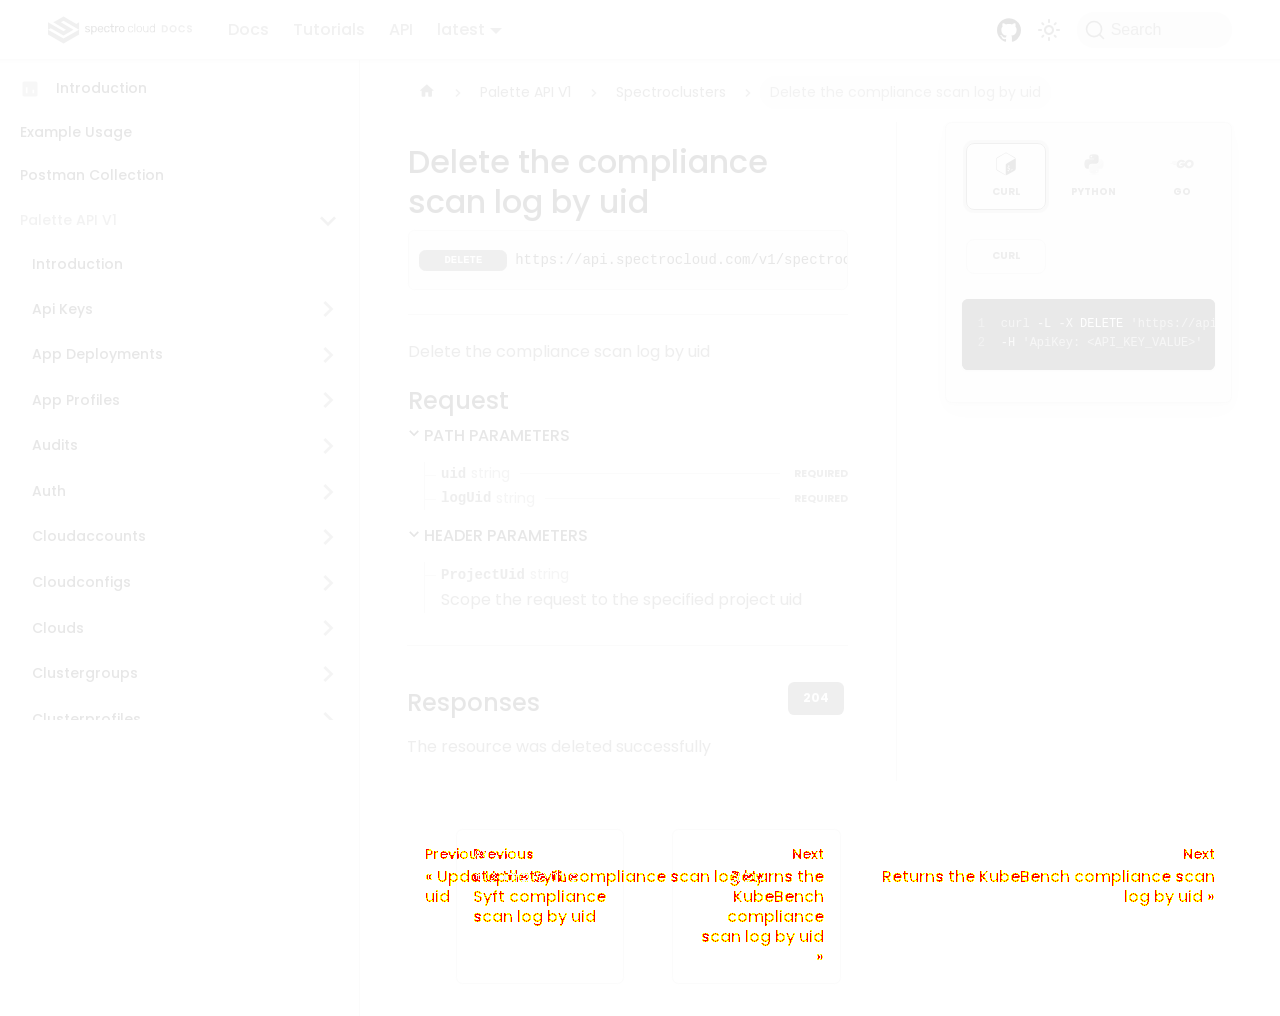 spectro cloud DOCS
Docs
Tutorials
API
latest
Search
Introduction
Example Usage
Postman Collection
Palette API V1
Introduction
Api Keys
App Deployments
App Profiles
Audits
Auth
Cloudaccounts
Cloudconfigs
Clouds
Clustergroups
Clusterprofiles
Palette API V1
Spectroclusters
Delete the compliance scan log by uid
Delete the compliance
scan log by uid
DELETE https://api.spectrocloud.com/v1/spectroc
Delete the compliance scan log by uid
Request
PATH PARAMETERS
uid string REQUIRED
logUid string REQUIRED
HEADER PARAMETERS
ProjectUid string
Scope the request to the specified project uid
Responses
204
The resource was deleted successfully
CURL
PYTHON
GO
CURL
1 curl -L -X DELETE 'https://api
2 -H 'ApiKey: <API_KEY_VALUE>'
Previous
compliance scan log by
uid
Previous
Syft compliance
scan log by uid
Next
Returns the
KubeBench
compliance
scan log by uid
»
Next
Returns the KubeBench compliance scan
log by uid »